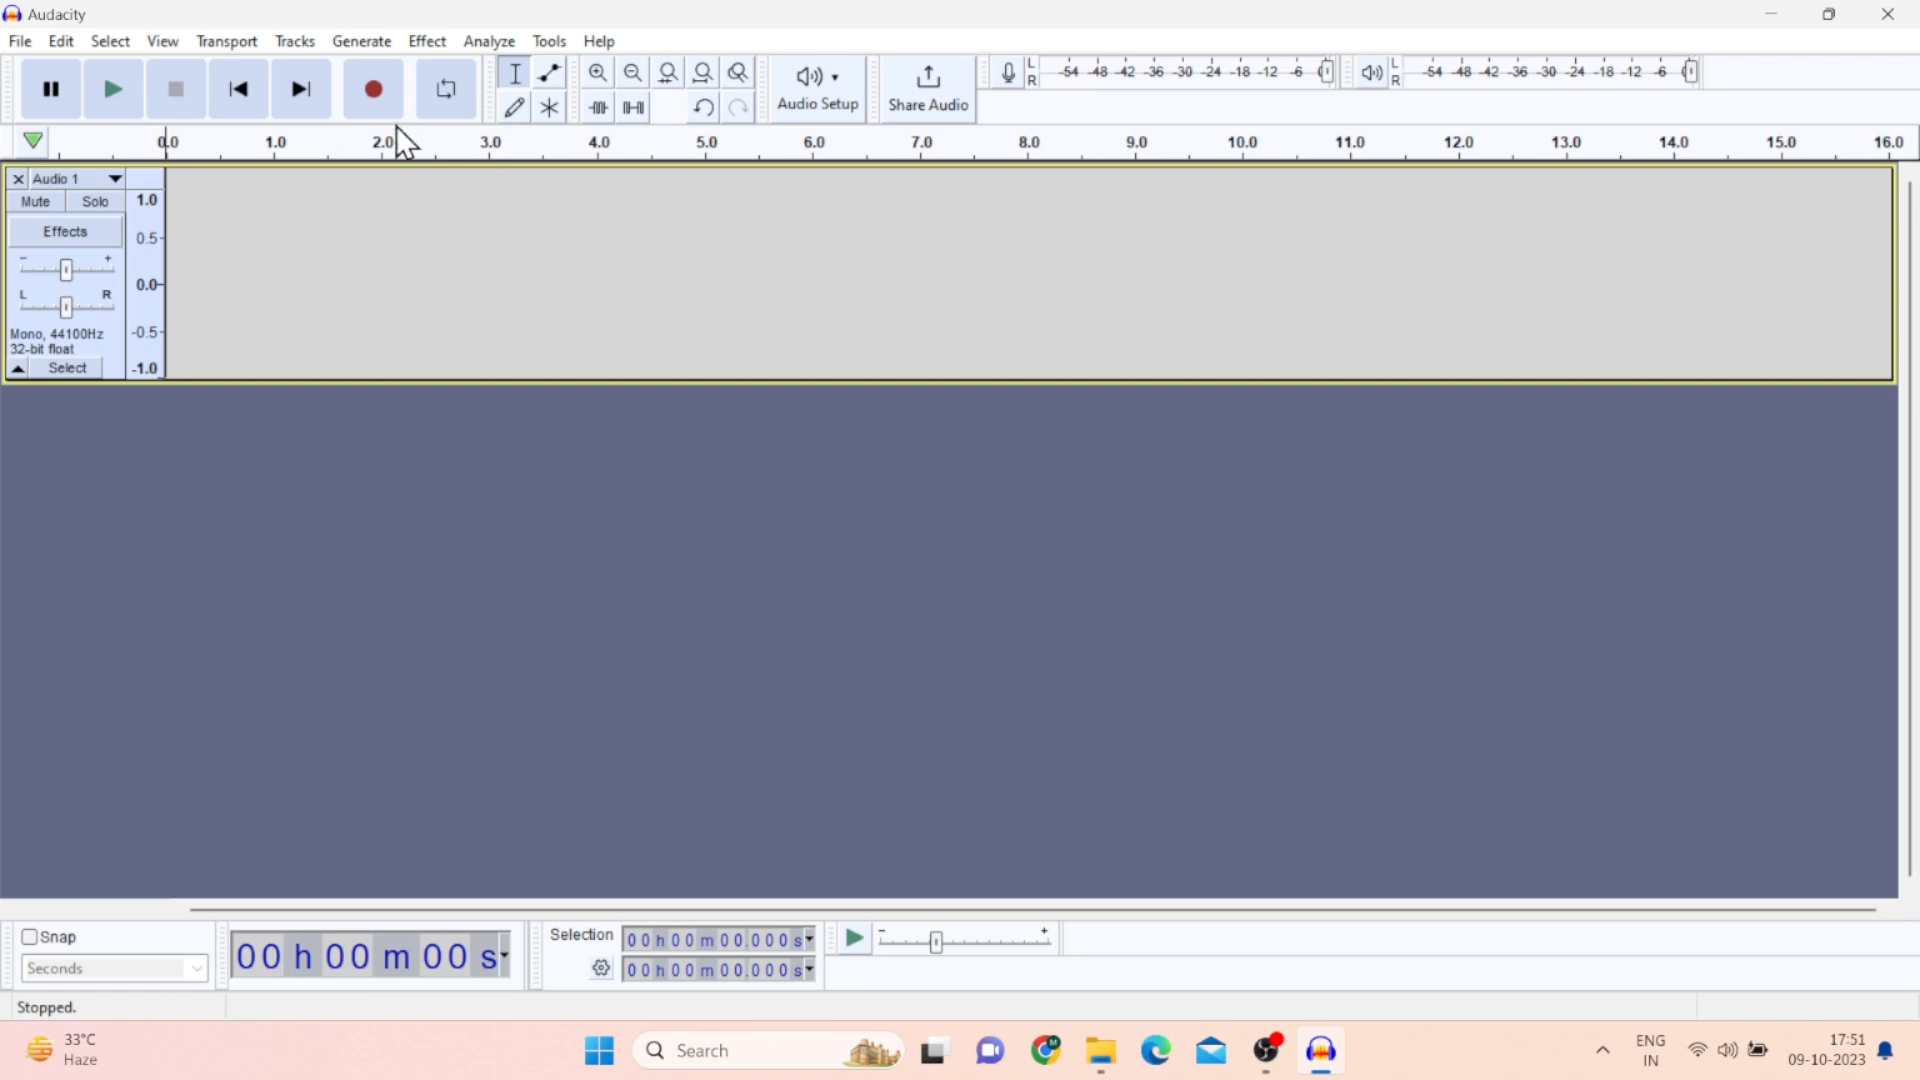 Audacity
File Edit Select View Transport Tracks Generate Effect Analyze Tools Help
Audio Setup
Share Audio
L
R
-54 -48 -42 -36 -30 -24 -18 -12 -6 0
L
R
-54 -48 -42 -36 -30 -24 -18 -12 -6 0
0.0 1.0 2.0 3.0 4.0 5.0 6.0 7.0 8.0 9.0 10.0 11.0 12.0 13.0 14.0 15.0 16.0
Audio 1
Mute Solo
Effects
- +
L R
Mono, 44100Hz
32-bit float
Select
1.0
0.5
0.0
-0.5
-1.0
Snap
Seconds
00 h 00 m 00 s
Selection
00 h 00 m 00.000 s
00 h 00 m 00.000 s
- +
Stopped.
33°C
Haze
Search
ENG
IN
17:51
09-10-2023